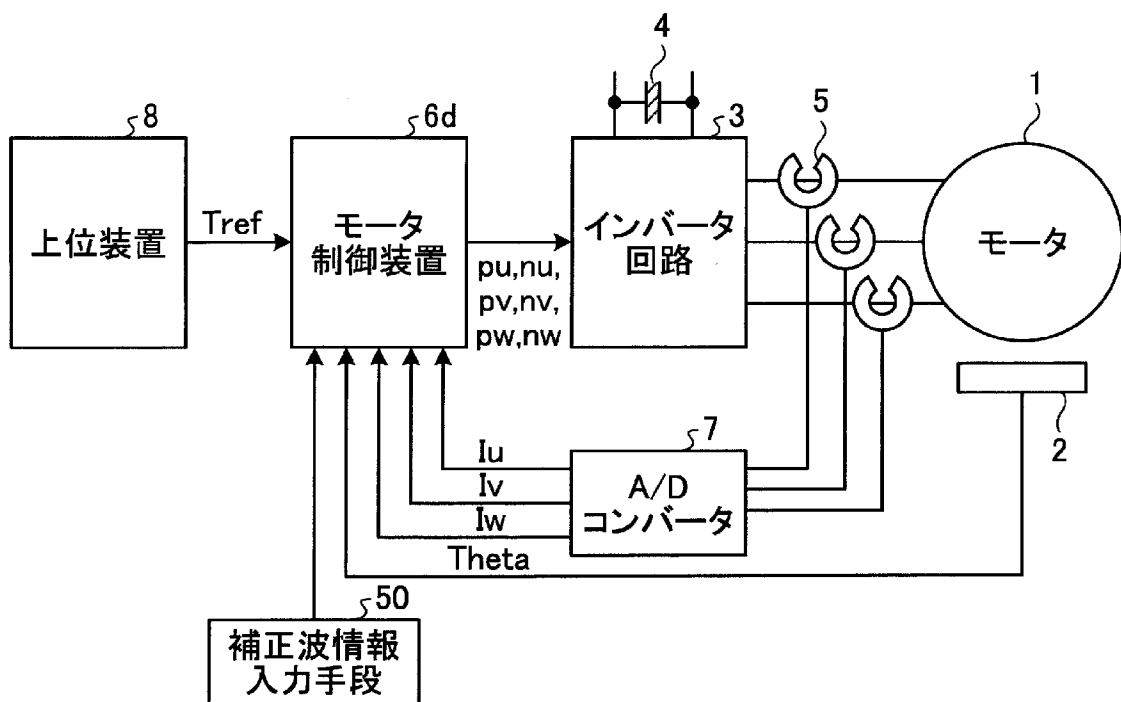 4
8
6d
3
5
1
上位装置
Tref
モータ
制御装置
pu,nu,
pv,nv,
pw,nw
インバータ
回路
モータ
2
7
Iu
Iv
Iw
A/D
コンバータ
Theta
50
補正波情報
入力手段